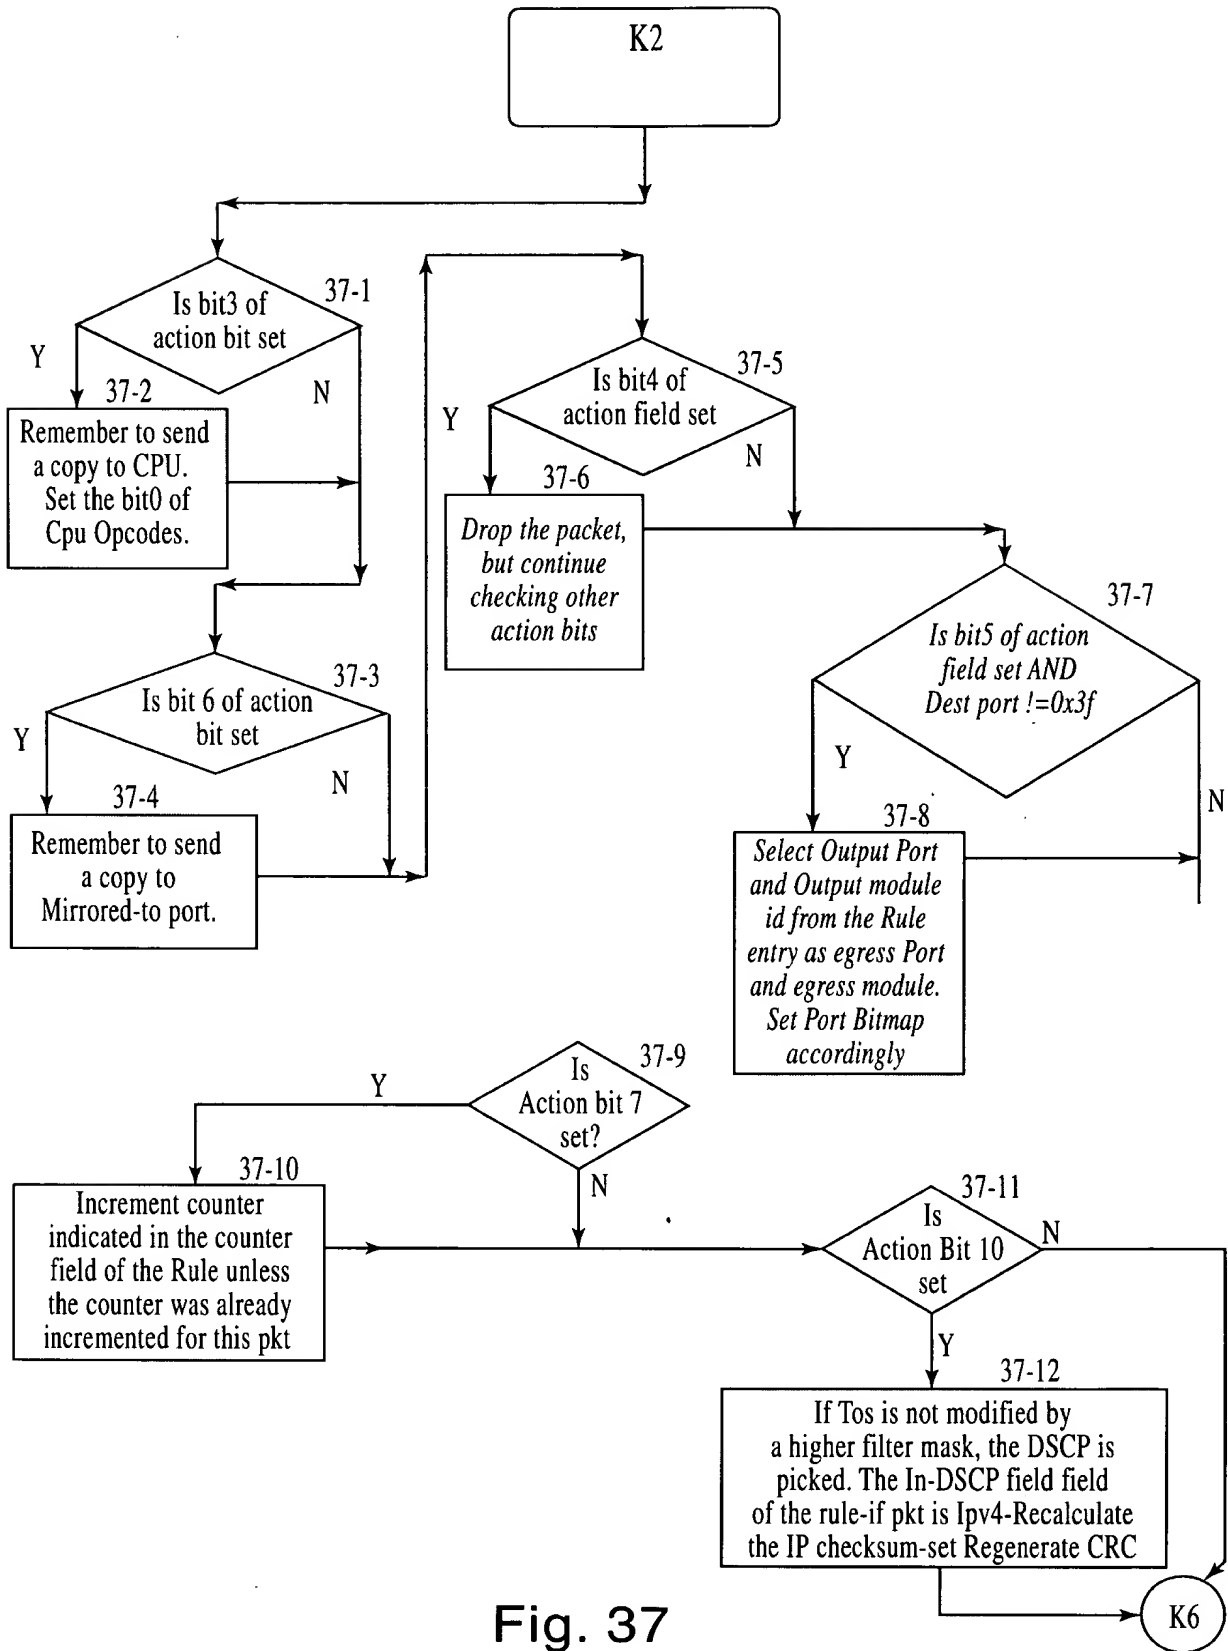 K2
37-1
Is bit3 of
action bit set
Y
N
37-2
Remember to send
a copy to CPU.
Set the bit0 of
Cpu Opcodes.
37-3
Is bit 6 of action
bit set
Y
N
37-4
Remember to send
a copy to
Mirrored-to port.
37-5
Is bit4 of
action field set
Y
N
37-6
Drop the packet,
but continue
checking other
action bits
37-7
Is bit5 of action
field set AND
Dest port !=0x3f
Y
N
37-8
Select Output Port
and Output module
id from the Rule
entry as egress Port
and egress module.
Set Port Bitmap
accordingly
37-9
Is
Action bit 7
set?
Y
N
37-10
Increment counter
indicated in the counter
field of the Rule unless
the counter was already
incremented for this pkt
37-11
Is
Action Bit 10
set
N
Y
37-12
If Tos is not modified by
a higher filter mask, the DSCP is
picked. The In-DSCP field field
of the rule-if pkt is Ipv4-Recalculate
the IP checksum-set Regenerate CRC
K6
Fig. 37